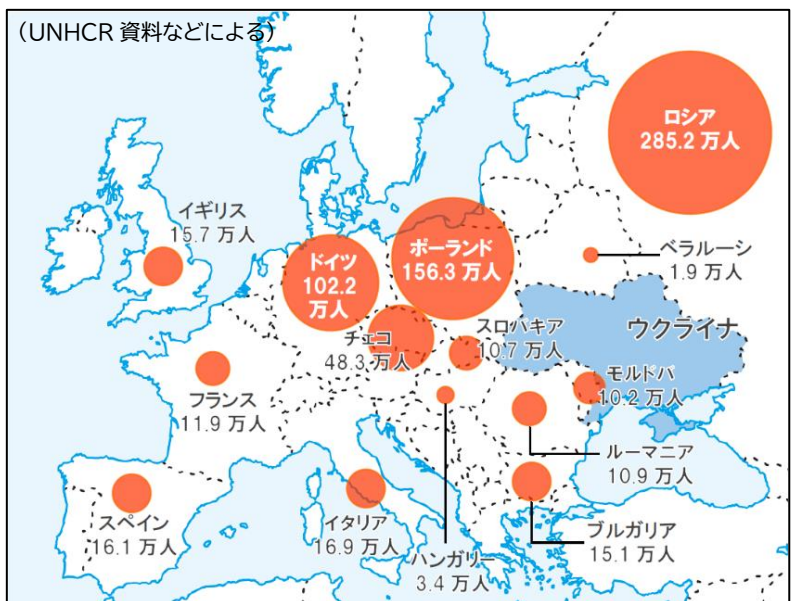 （UNHCR 資料などによる）
ロシア
285.2 万人
イギリス
15.7 万人
ドイツ
102.2
万人
ポーランド
156.3 万人
ベラルーシ
1.9 万人
チェコ
48.3 万人
スロバキア
10.7 万人
ウクライナ
モルドバ
10.2 万人
フランス
11.9 万人
ルーマニア
10.9 万人
スペイン
16.1 万人
イタリア
16.9 万人
ハンガリー
3.4 万人
ブルガリア
15.1 万人